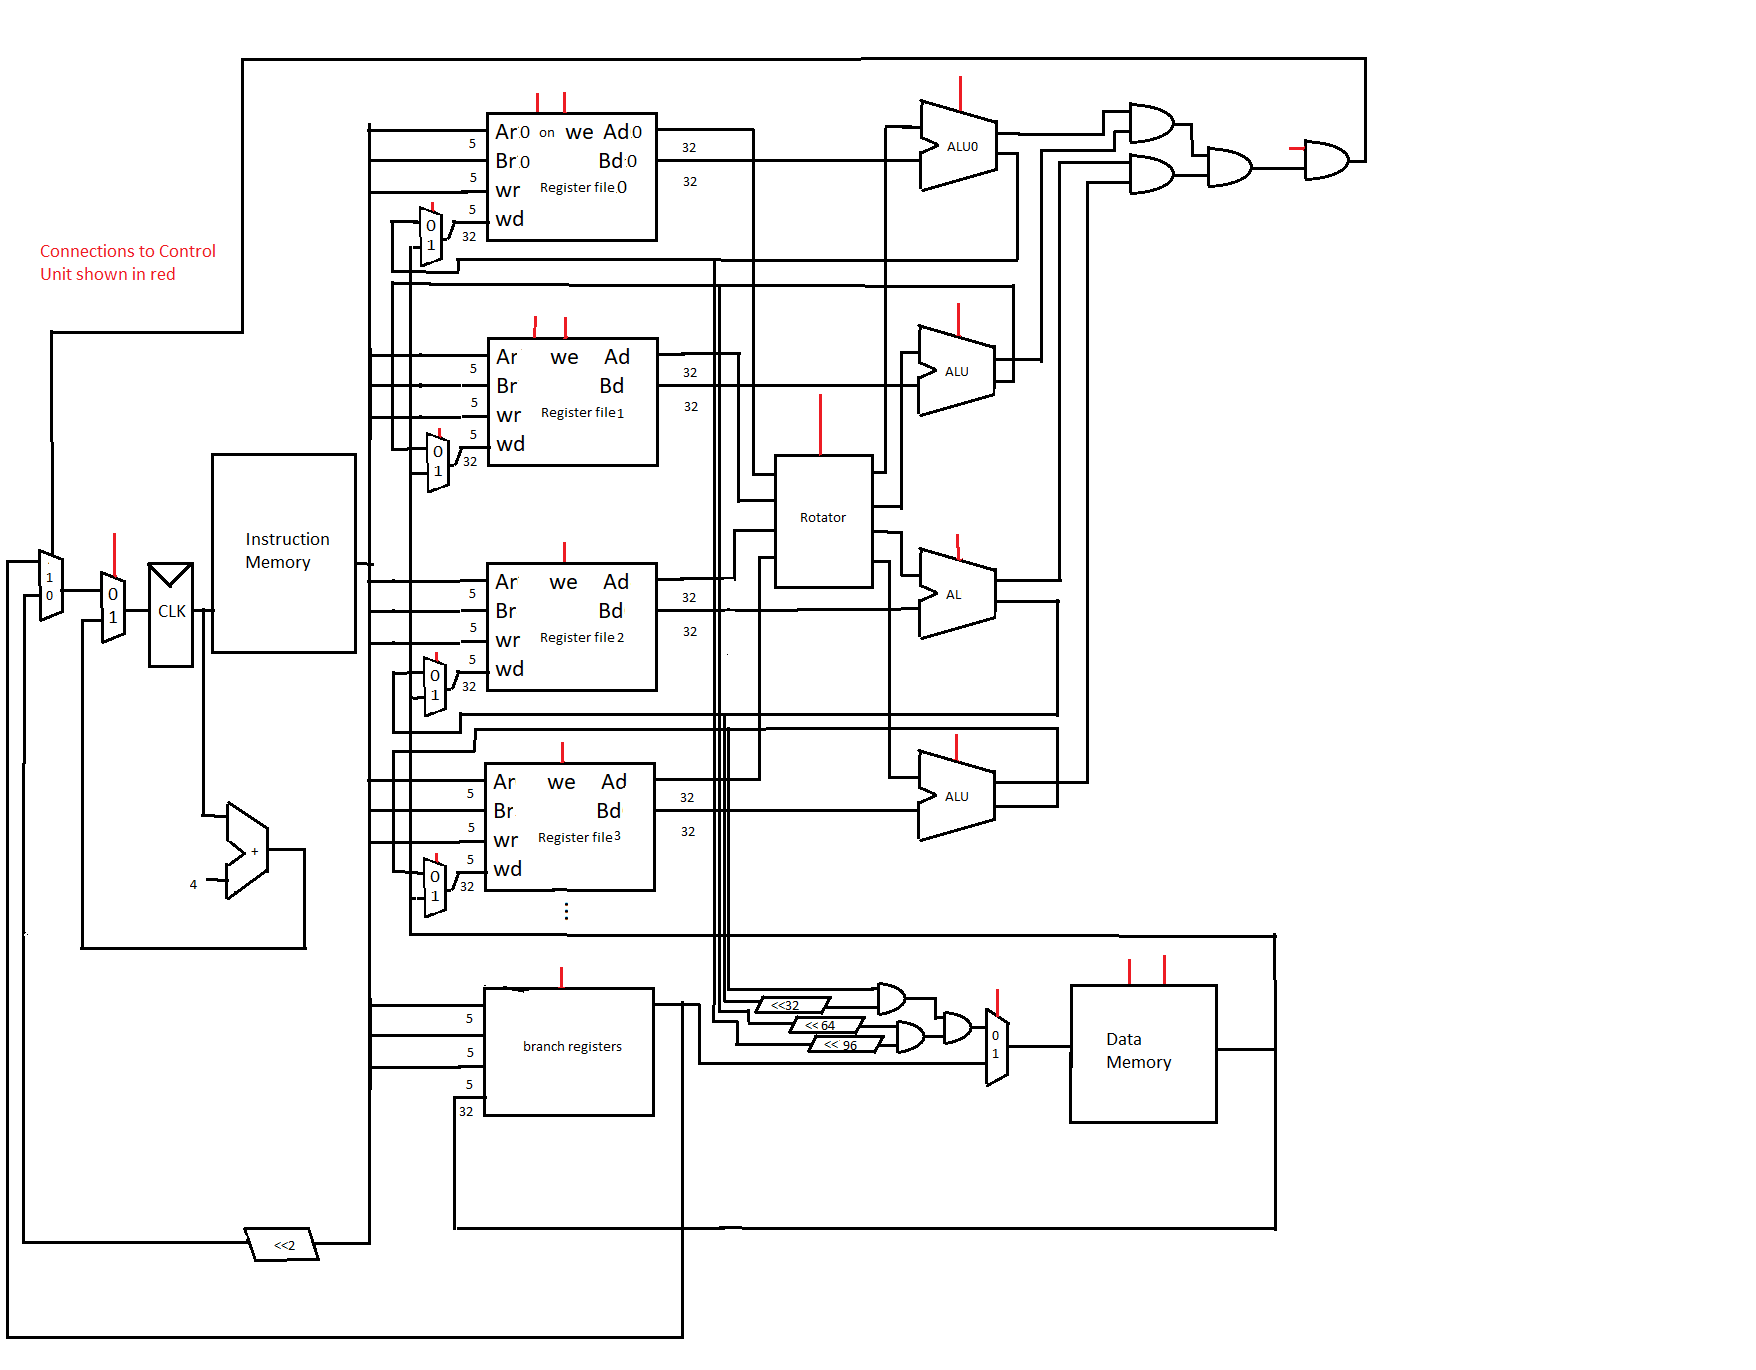 Connections to Control
Unit shown in red
Ar0 on we Ad0
Br0 Bd0
wr Register file0
wd
5
5
5
32
32
32
0
1
ALU0
Ar we Ad
Br Bd
wr Register file1
wd
5
5
5
32
32
32
0
1
ALU
Rotator
Instruction
Memory
1
0
0
1
CLK
Ar we Ad
Br Bd
wr Register file2
wd
5
5
5
32
32
32
0
1
AL
Ar we Ad
Br Bd
wr Register file3
wd
5
5
5
32
32
32
0
1
ALU
+
4
branch registers
5
5
5
32
<<32
<<64
<< 96
0
1
Data
Memory
<<2